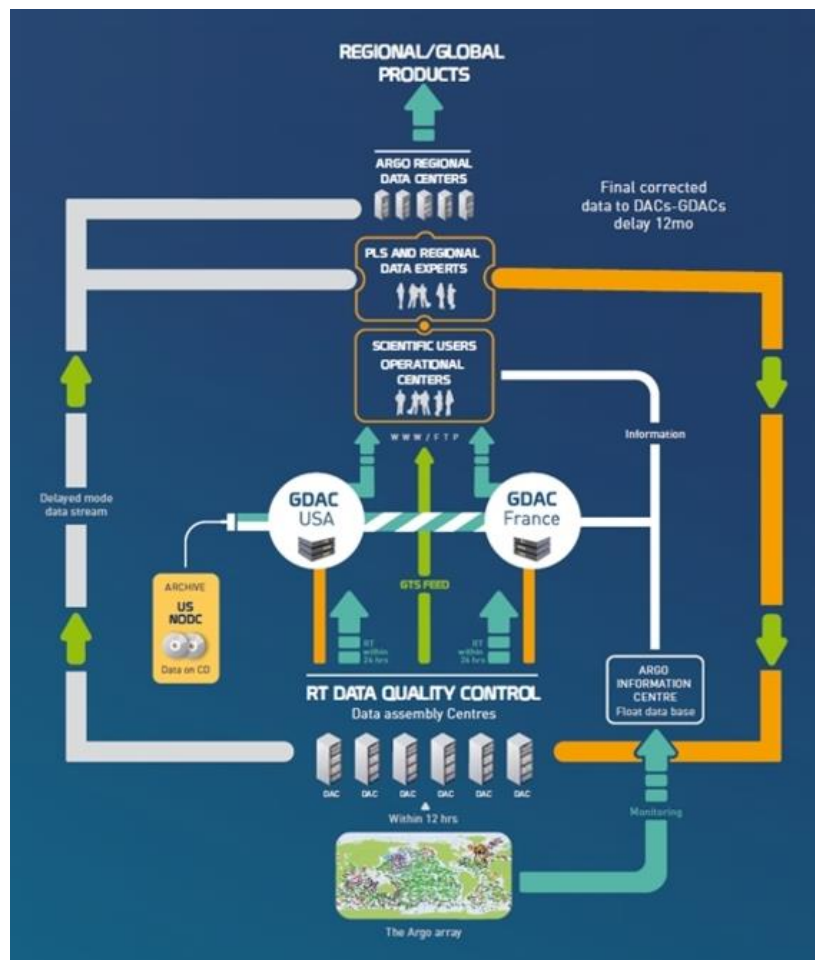 REGIONAL/GLOBAL
PRODUCTS
ARGO REGIONAL
DATA CENTERS
Final corrected
data to DACs-GDACs
delay 12mo
PLS AND REGIONAL
DATA EXPERTS
SCIENTIFIC USERS
OPERATIONAL
CENTERS
WWW/FTP
Information
Delayed mode
data stream
GDAC
USA
GDAC
France
GTS FEED
ARCHIVE
US
NODC
Data on CD
RT
within
24 hrs
RT
within
24 hrs
ARGO
INFORMATION
CENTRE
Float data base
RT DATA QUALITY CONTROL
Data assembly Centres
DAC
DAC
DAC
DAC
DAC
DAC
Within 12 hrs
Monitoring
The Argo array